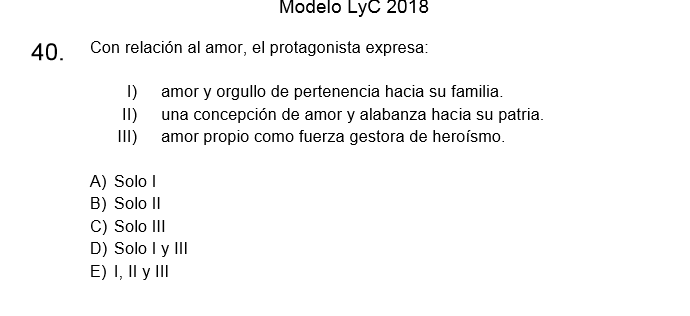 Modelo LyC 2018
40. Con relación al amor, el protagonista expresa:
I) amor y orgullo de pertenencia hacia su familia.
II) una concepción de amor y alabanza hacia su patria.
III) amor propio como fuerza gestora de heroísmo.
A) Solo I
B) Solo II
C) Solo III
D) Solo I y III
E) I, II y III